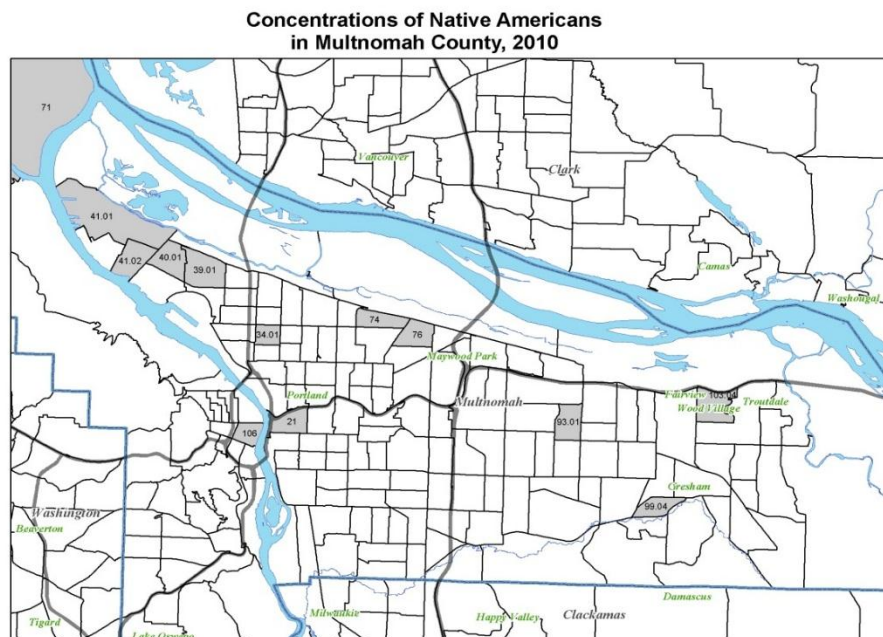 Concentrations of Native Americans
in Multnomah County, 2010
71
Vancouver
Clark
41.01
41.02
40.01
39.01
Camas
Washougal
34.01
74
76
Maywood Park
Portland
Multnomah
Fairview
Wood Village
Troutdale
106
21
93.01
Gresham
99.04
Washington
Beaverton
Damascus
Milwaukie
Happy Valley
Clackamas
Tigard
Lake Oswego